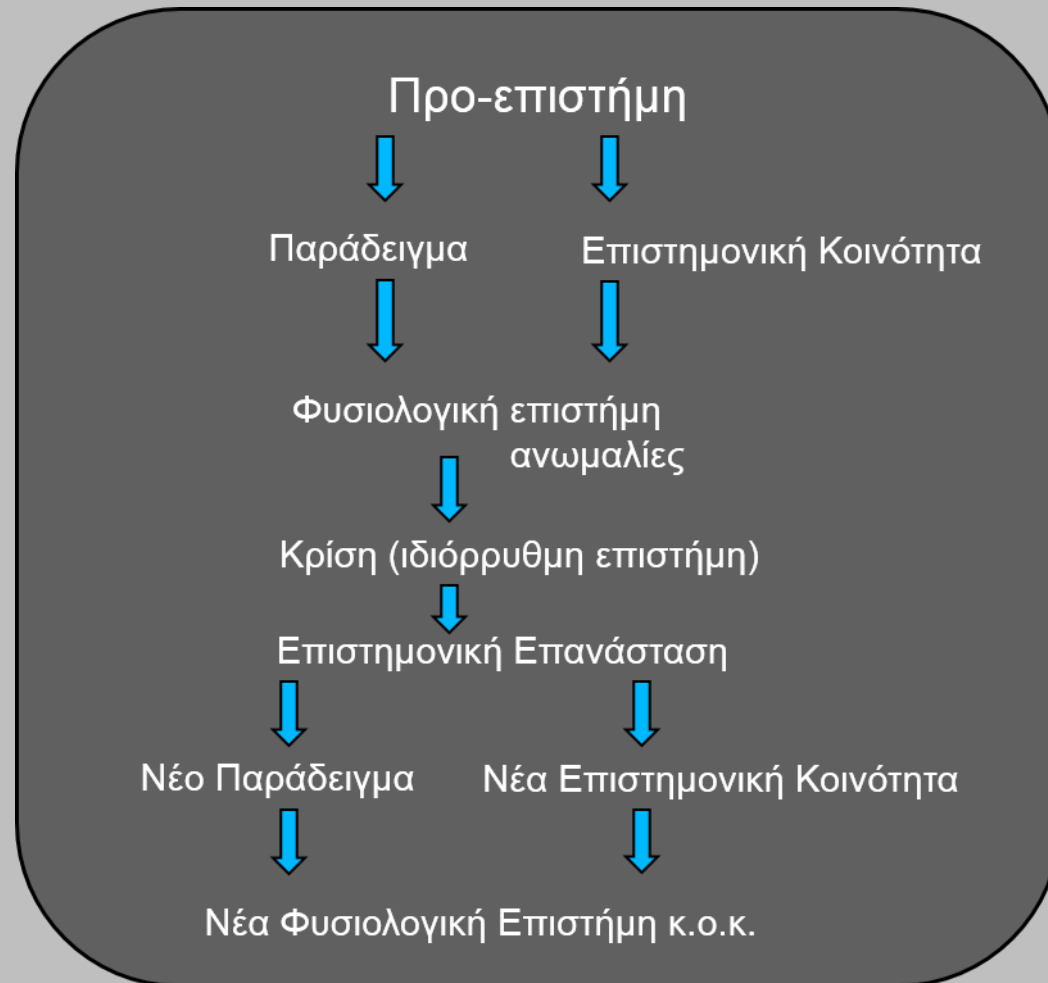 Προ-επιστήμη
Παράδειγμα
Επιστημονική Κοινότητα
Φυσιολογική επιστήμη
ανωμαλίες
Κρίση (ιδιόρρυθμη επιστήμη)
Επιστημονική Επανάσταση
Νέο Παράδειγμα
Νέα Επιστημονική Κοινότητα
Νέα Φυσιολογική Επιστήμη κ.ο.κ.